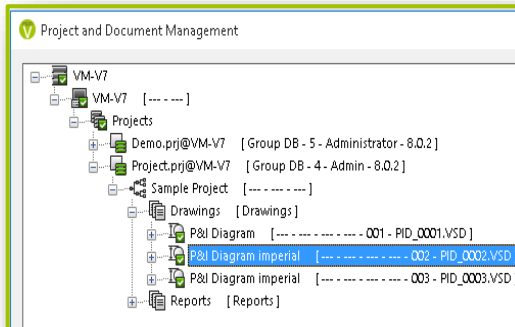 Project and Document Management
VM-V7
VM-V7 [--- - ---]
Projects
Demo.prj@VM-V7 [Group DB - 5 - Administrator - 8.0.2]
Project.prj@VM-V7 [Group DB - 4 - Admin - 8.0.2]
Sample Project [--- - --- - ---]
Drawings [Drawings]
P&I Diagram [--- - --- - --- - --- - 001 - PID_0001.VSD]
P&I Diagram imperial [--- - --- - --- - --- - 002 - PID_0002.VSD
P&I Diagram imperial [--- - --- - --- - --- - 003 - PID_0003.VSD]
Reports [Reports]